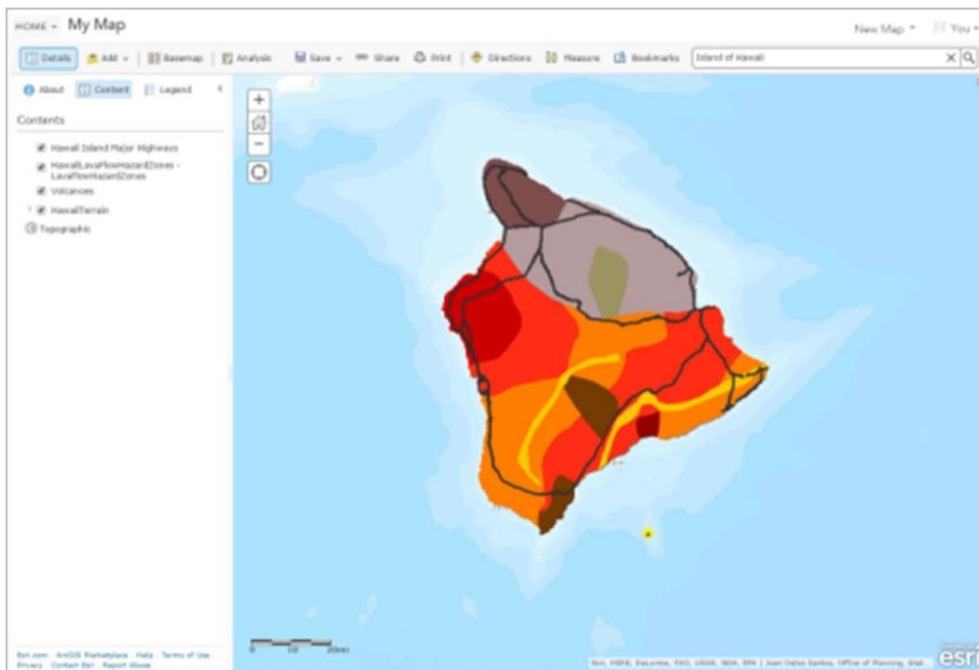 HOME My Map
New Map You
Details Add Basemap Analysis Save Share Print Directions Measure Bookmarks Island of Hawaii
About Content Legend
Contents
Hawaii Island Major Highways
HawaiiLavaFlowHazardZones -
LavaFlowHazardZones
Volcanoes
HawaiiTerrain
Topographic
0 10 20mi
Esri.com ArcGIS Marketplace Help Terms of Use
Privacy Contact Esri Report Abuse
esri